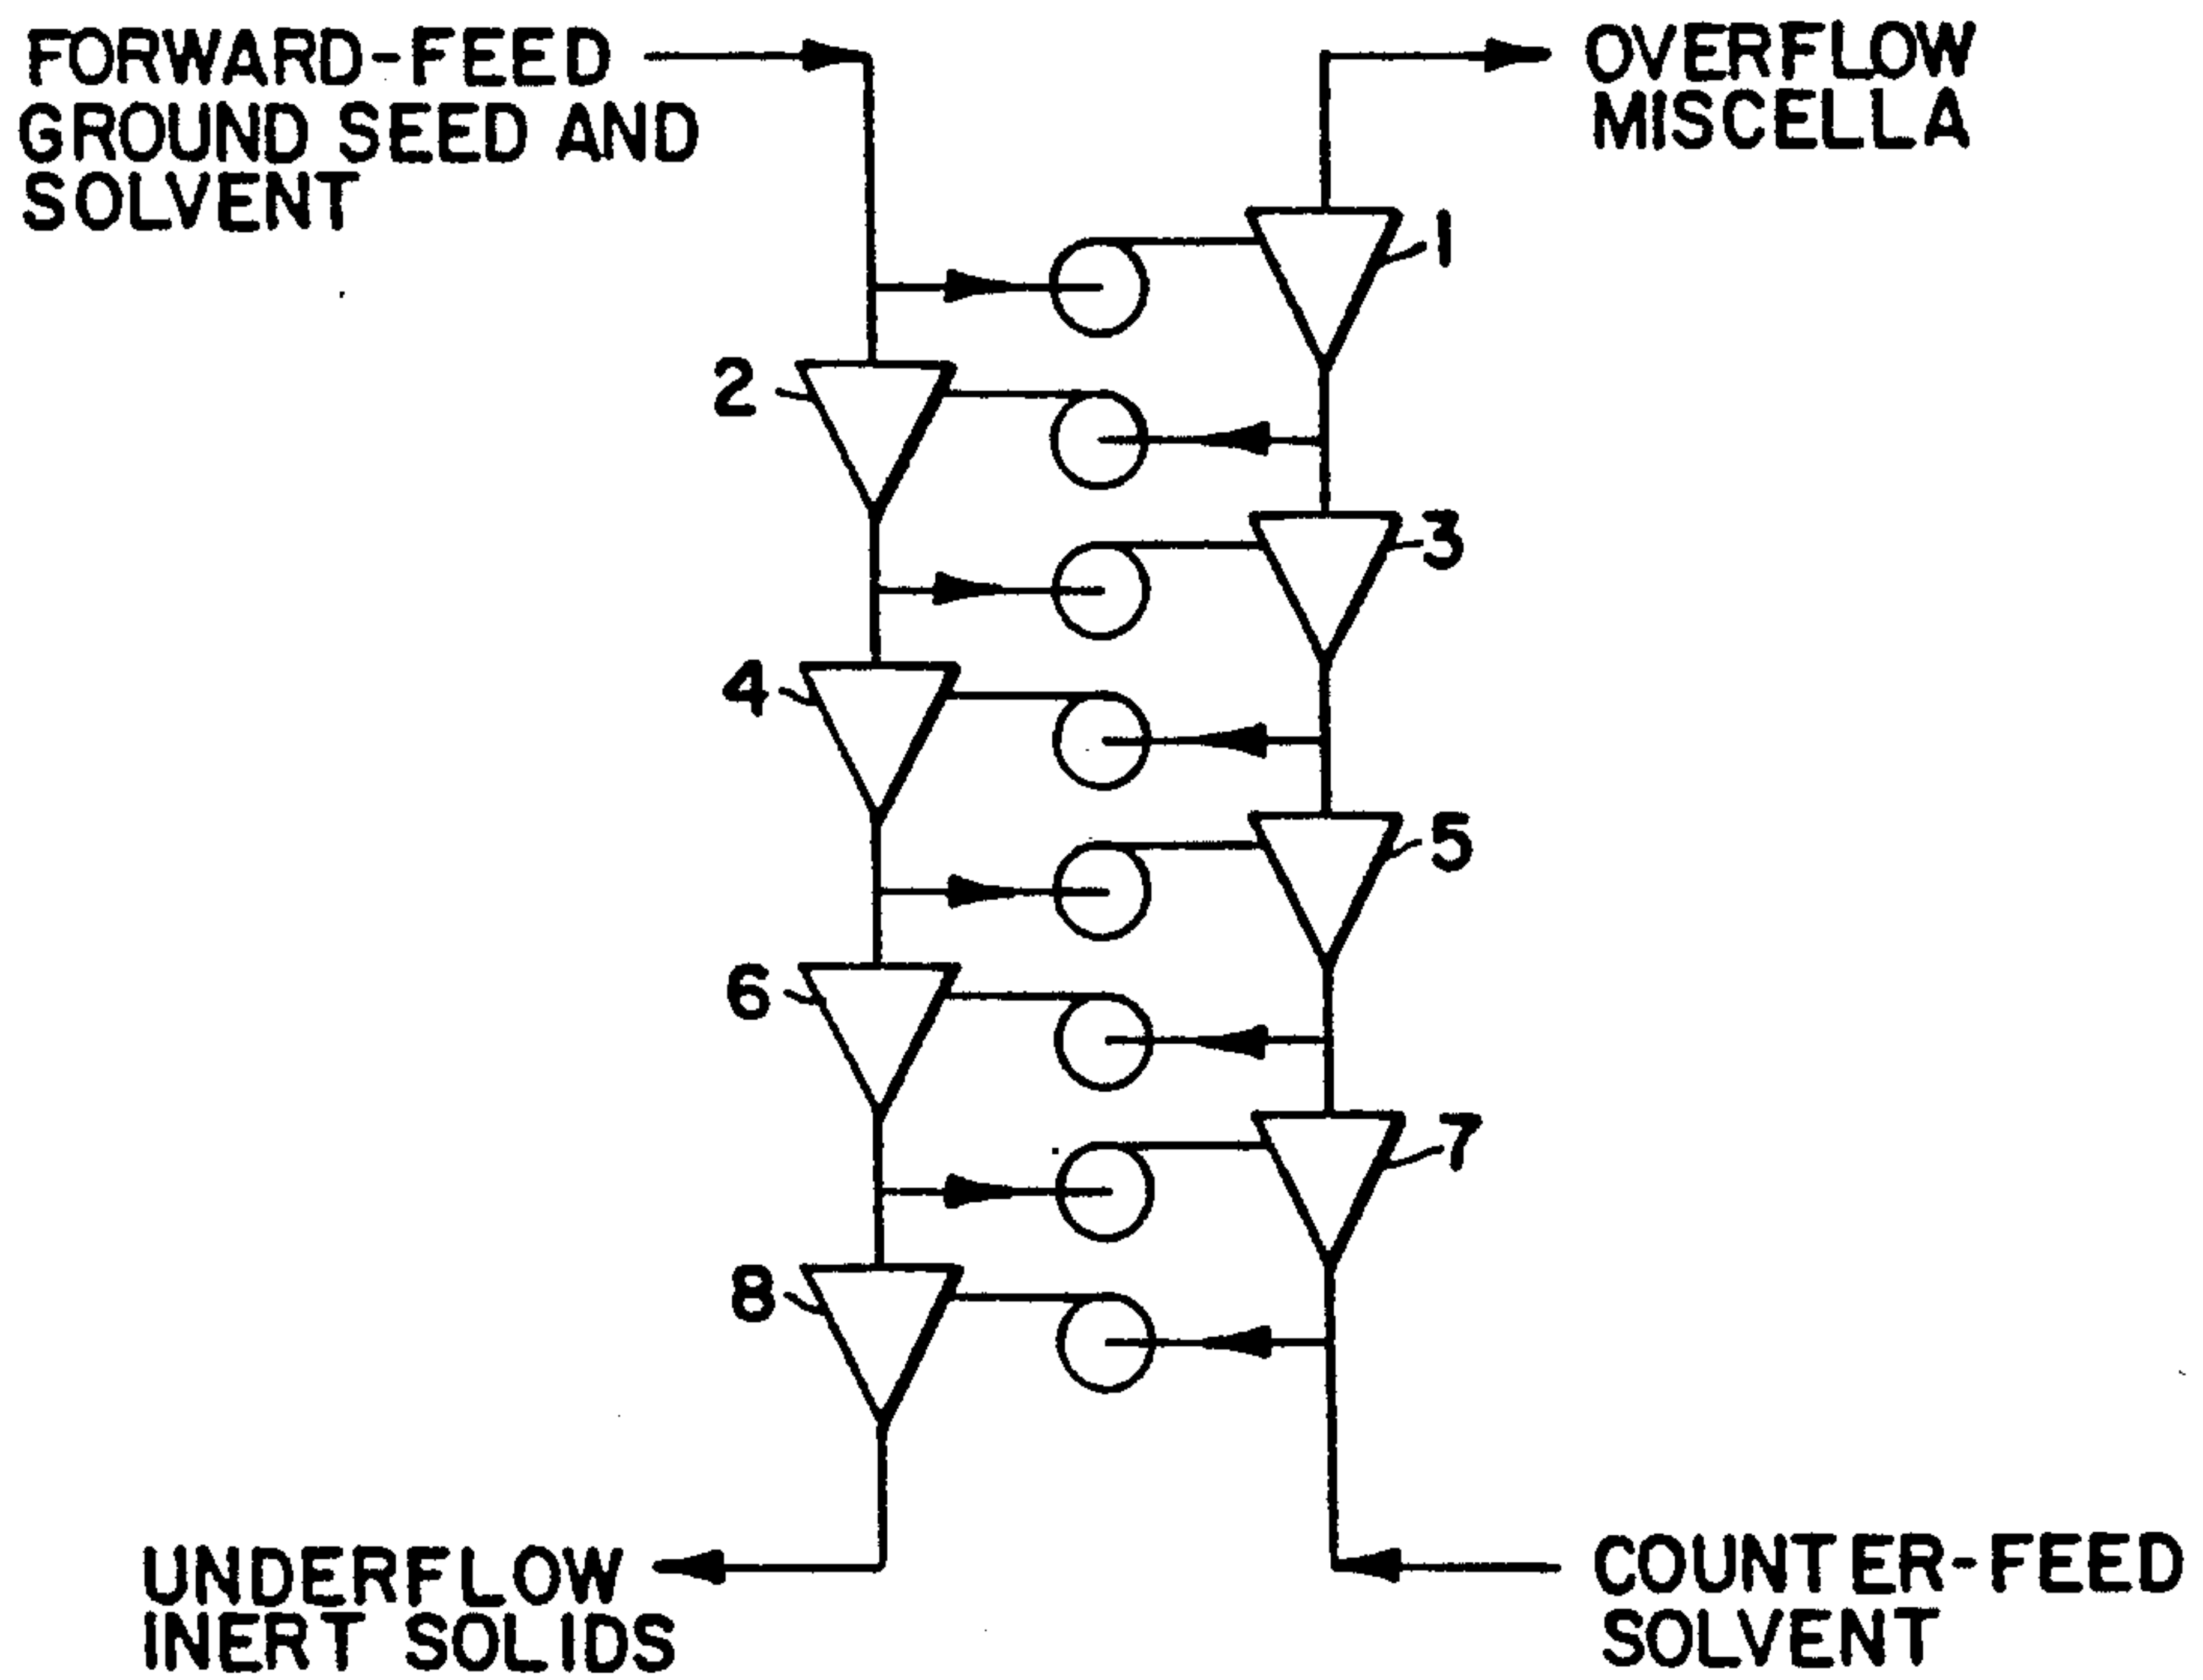 FORWARD-FEED
GROUND SEED AND
SOLVENT
OVERFLOW
MISCELLA
1
2
3
4
5
6
7
8
UNDERFLOW
INERT SOLIDS
COUNTER-FEED
SOLVENT